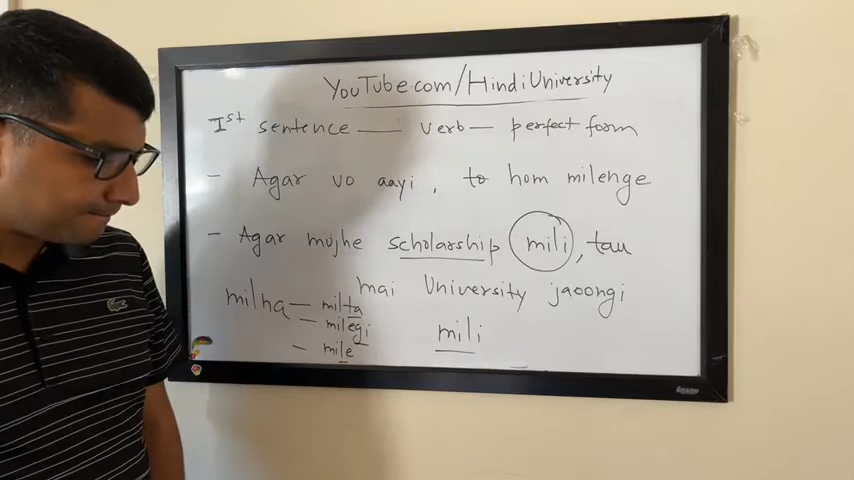 YouTube.com/HindiUniversity
Ist sentence — verb — perfect form
- Agar vo aayi, to hom milenge
- Agar mujhe scholarship mili, tau
mai University jaoongi
milna — milta
— milegi
— mile
mili